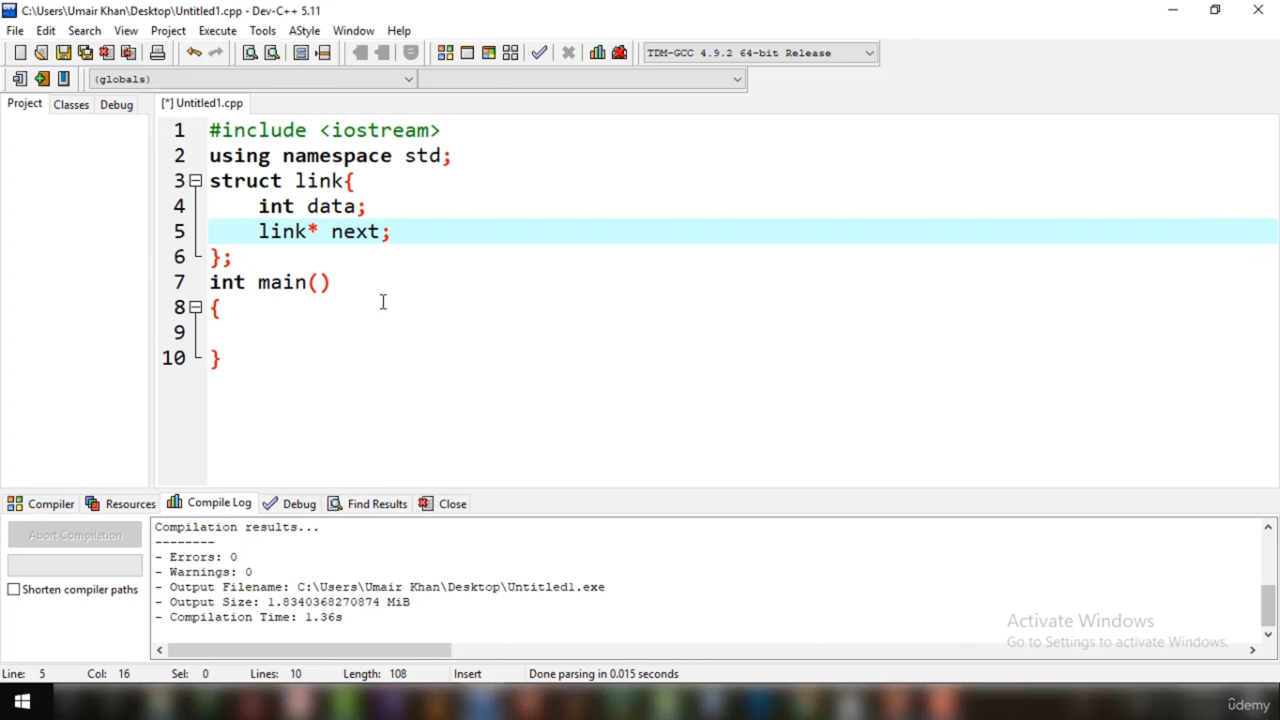 C:\Users\Umair Khan\Desktop\Untitled1.cpp - Dev-C++ 5.11
File Edit Search View Project Execute Tools AStyle Window Help
TDM-GCC 4.9.2 64-bit Release
(globals)
Project Classes Debug [*] Untitled1.cpp
1 #include <iostream>
2 using namespace std;
3 struct link{
4 int data;
5 link* next;
6 };
7 int main()
8 {
9
10 }
Compiler Resources Compile Log Debug Find Results Close
Abort Compilation
Shorten compiler paths
Compilation results...
--------
- Errors: 0
- Warnings: 0
- Output Filename: C:\Users\Umair Khan\Desktop\Untitled1.exe
- Output Size: 1.8340368270874 MiB
- Compilation Time: 1.36s
Activate Windows
Go to Settings to activate Windows.
Line: 5 Col: 16 Sel: 0 Lines: 10 Length: 108 Insert Done parsing in 0.015 seconds
ûdemy